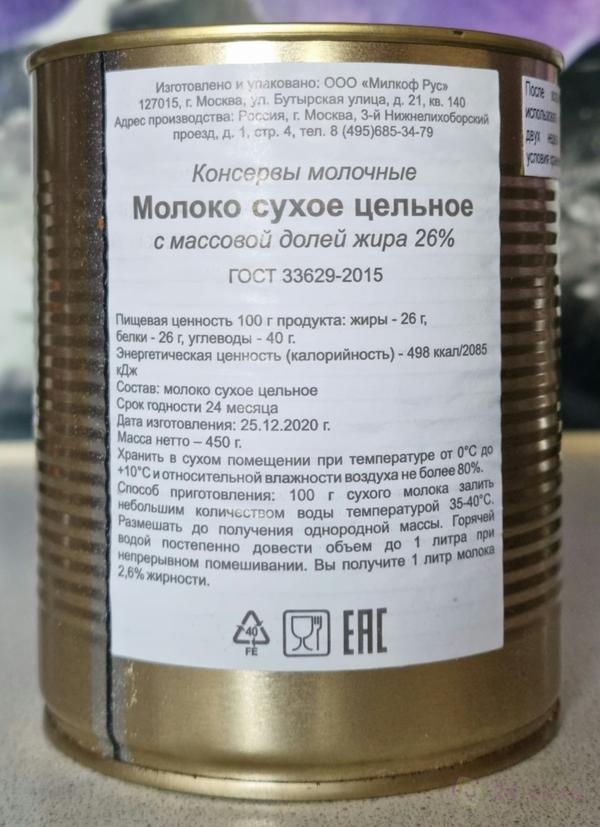 Изготовлено и упаковано: ООО «Милкоф Рус»
127015, г. Москва, ул. Бутырская улица, д. 21, кв. 140
Адрес производства: Россия, г. Москва, 3-й Нижнелихоборский
проезд, д. 1, стр. 4, тел. 8 (495)685-34-79
Консервы молочные
Молоко сухое цельное
с массовой долей жира 26%
ГОСТ 33629-2015
Пищевая ценность 100 г продукта: жиры - 26 г,
белки - 26 г, углеводы - 40 г.
Энергетическая ценность (калорийность) - 498 ккал/2085
кДж
Состав: молоко сухое цельное
Срок годности 24 месяца
Дата изготовления: 25.12.2020 г.
Масса нетто – 450 г.
Хранить в сухом помещении при температуре от 0°С до
+10°С и относительной влажности воздуха не более 80%.
Способ приготовления: 100 г сухого молока залить
небольшим количеством воды температурой 35-40°С.
Размешать до получения однородной массы. Горячей
водой постепенно довести объем до 1 литра при
непрерывном помешивании. Вы получите 1 литр молока
2,6% жирности.
40
FE
ЕАС
После
двух
условия